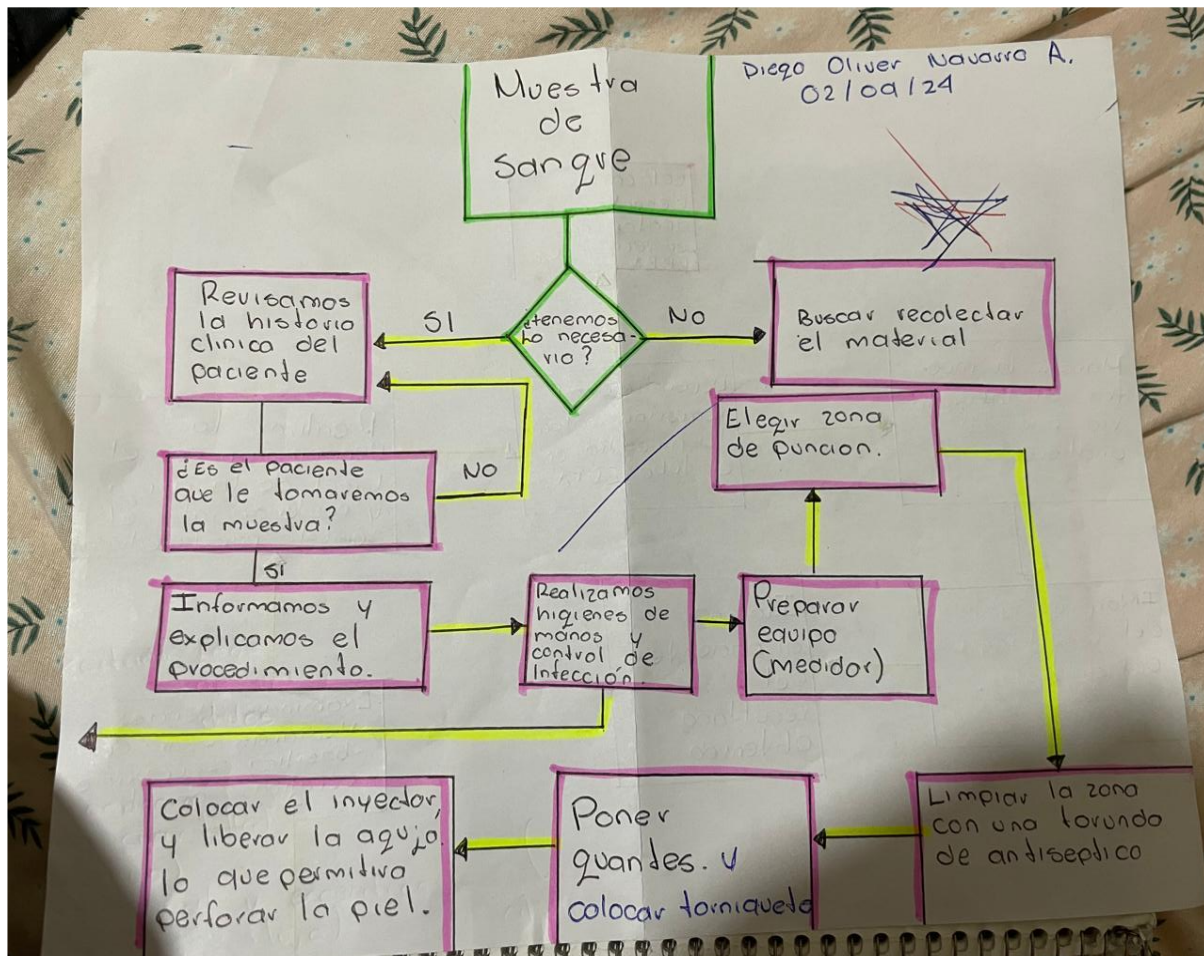 Muestra
de
sangre
Diego Oliver Navarro A.
02/09/24
Revisamos
la historia
clinica del
paciente
SI
¿tenemos
Lo necesa-
rio?
NO
Buscar recolectar
el material
¿Es el paciente
que le tomaremos
la muestra?
NO
Elegir zona
de puncion.
SI
Informamos y
explicamos el
procedimiento.
Realizamos
higienes de
manos y
control de
Infección.
Preparar
equipo
(medidor)
Colocar el inyector,
y liberar la aguja.
lo que permitira
perforar la piel.
Poner
guantes. y
colocar torniquete
Limpiar la zona
con una torunda
de antiseptico